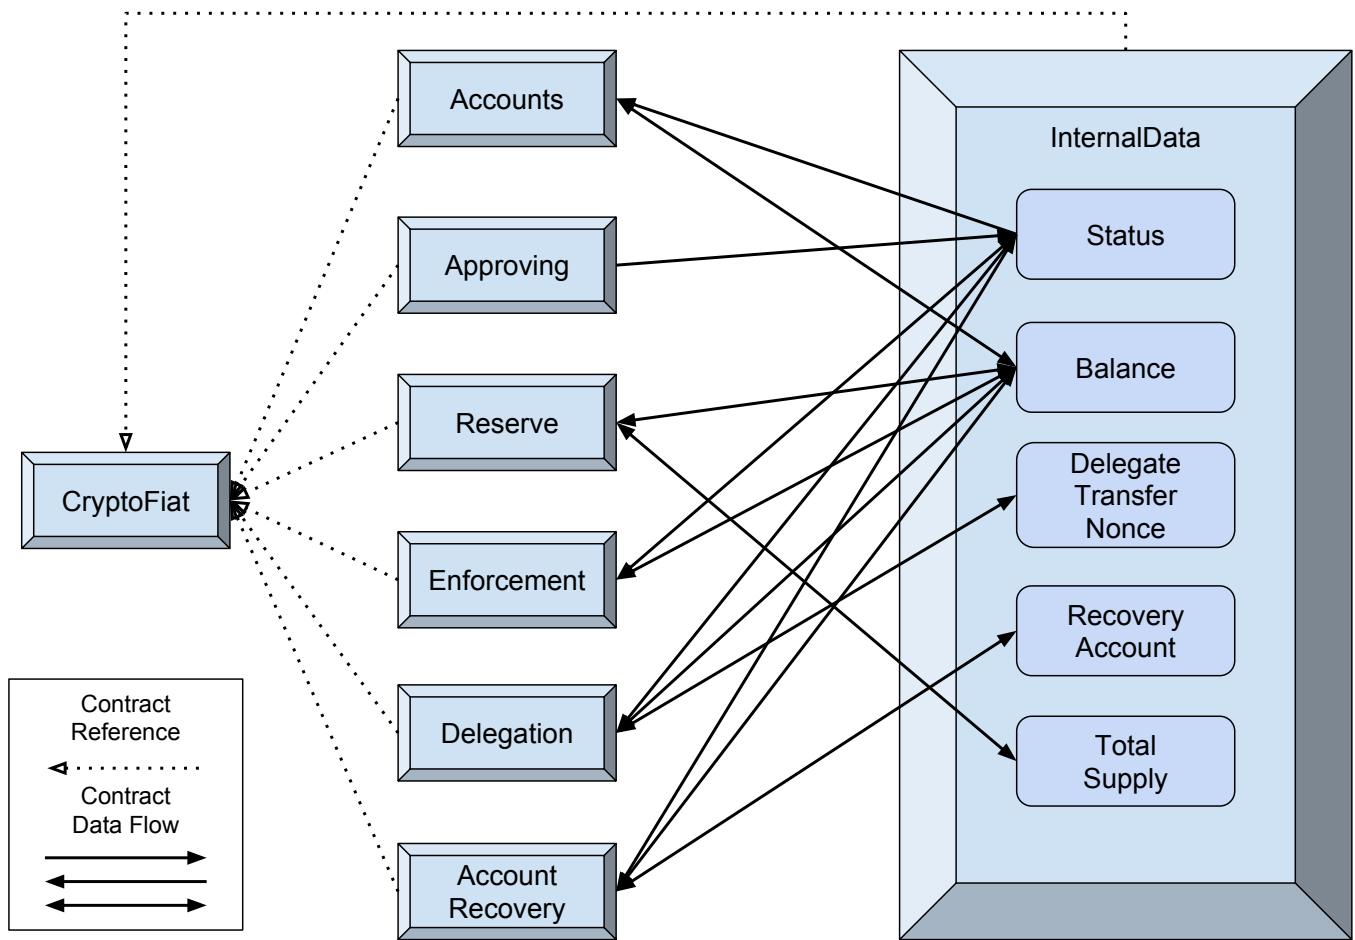 Accounts
Approving
Reserve
Enforcement
Delegation
Account
Recovery
CryptoFiat
InternalData
Status
Balance
Delegate
Transfer
Nonce
Recovery
Account
Total
Supply
Contract
Reference
Contract
Data Flow